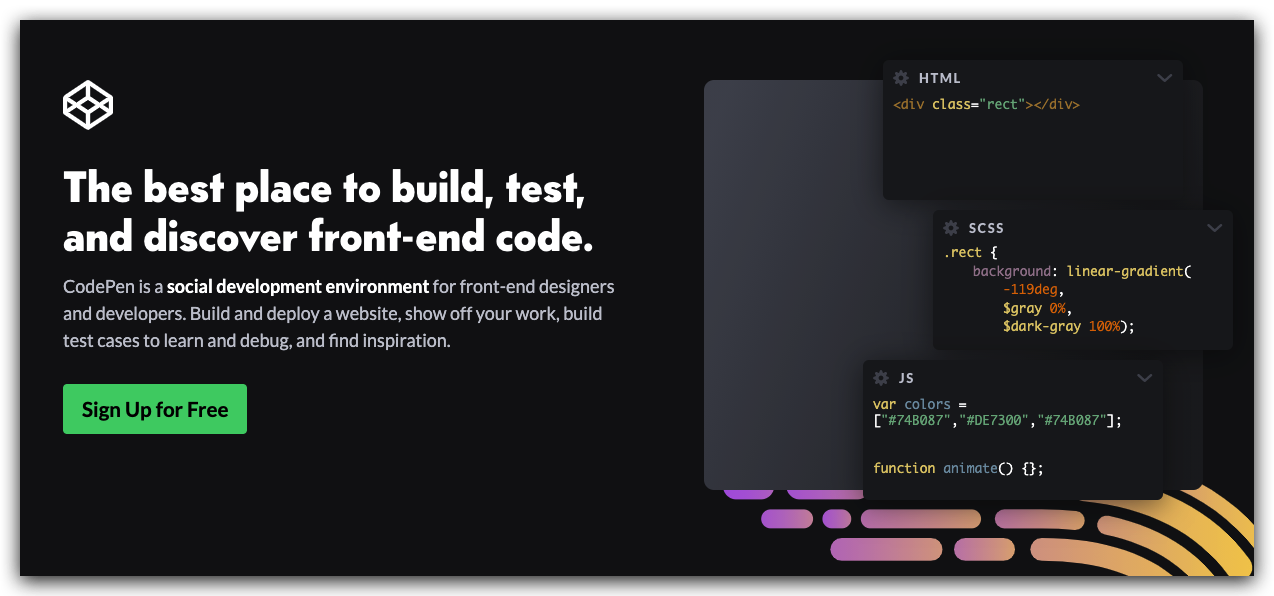 The best place to build, test,
and discover front-end code.
CodePen is a social development environment for front-end designers
and developers. Build and deploy a website, show off your work, build
test cases to learn and debug, and find inspiration.
Sign Up for Free
HTML
<div class="rect"></div>
SCSS
.rect {
background: linear-gradient(
-119deg,
$gray 0%,
$dark-gray 100%);
JS
var colors =
["#74B087","#DE7300","#74B087"];
function animate() {};